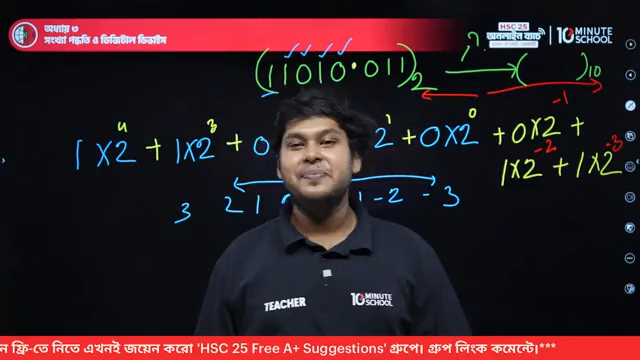 অধ্যায় ৩
সংখ্যা পদ্ধতি ও ডিজিটাল ডিভাইস
HSC 25
অনলাইন ব্যাচ
10 MINUTE SCHOOL
(11010.011)₂ → ( )₁₀
?
1×2⁴ + 1×2³ + 0 2¹ + 0×2⁰ + 0×2⁻¹ +
1×2⁻² + 1×2⁻³
3 2 1 1 -2 -3
TEACHER
10 MINUTE SCHOOL
ন ফ্রি-তে নিতে এখনই জয়েন করো 'HSC 25 Free A+ Suggestions' গ্রুপে। গ্রুপ লিংক কমেন্টে।***